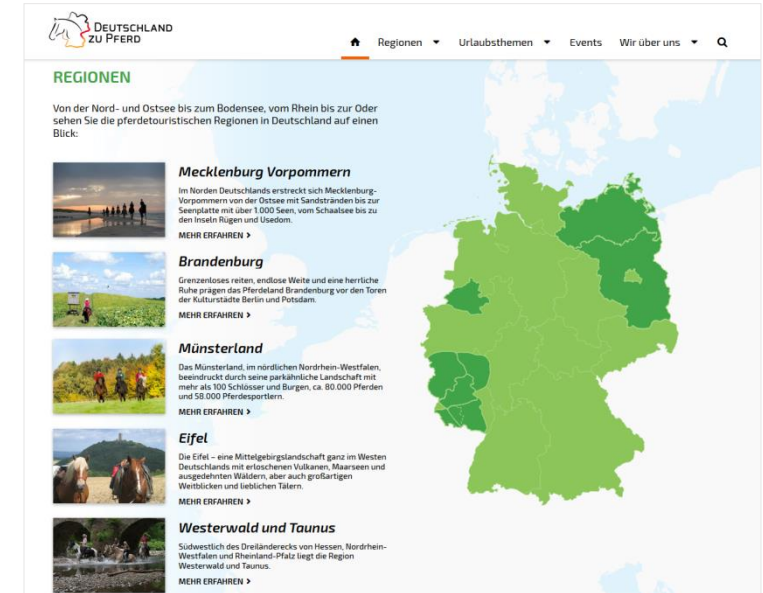 DEUTSCHLAND
ZU PFERD
Regionen
Urlaubsthemen
Events
Wir über uns
REGIONEN
Von der Nord- und Ostsee bis zum Bodensee, vom Rhein bis zur Oder
sehen Sie die pferdetouristischen Regionen in Deutschland auf einen
Blick:
Mecklenburg Vorpommern
Im Norden Deutschlands erstreckt sich Mecklenburg-
Vorpommern von der Ostsee mit Sandstränden bis zur
Seenplatte mit über 1.000 Seen, vom Schaalsee bis zu
den Inseln Rügen und Usedom.
MEHR ERFAHREN >
Brandenburg
Grenzenloses reiten, endlose Weite und eine herrliche
Ruhe prägen das Pferdeland Brandenburg vor den Toren
der Kulturstädte Berlin und Potsdam.
MEHR ERFAHREN >
Münsterland
Das Münsterland, im nördlichen Nordrhein-Westfalen,
beeindruckt durch seine parkähnliche Landschaft mit
mehr als 100 Schlösser und Burgen, ca. 80.000 Pferden
und 58.000 Pferdesportlern.
MEHR ERFAHREN >
Eifel
Die Eifel – eine Mittelgebirgslandschaft ganz im Westen
Deutschlands mit erloschenen Vulkanen, Maarseen und
ausgedehnten Wäldern, aber auch großartigen
Weitblicken und lieblichen Tälern.
MEHR ERFAHREN >
Westerwald und Taunus
Südwestlich des Dreiländerecks von Hessen, Nordrhein-
Westfalen und Rheinland-Pfalz liegt die Region
Westerwald und Taunus.
MEHR ERFAHREN >